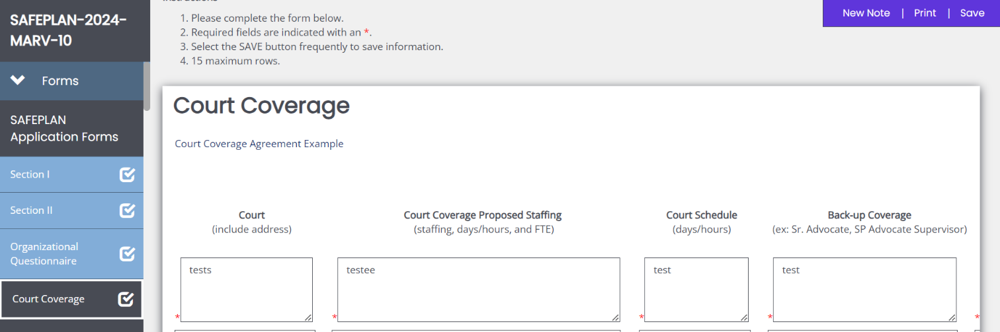 SAFEPLAN-2024-
MARV-10
New Note | Print | Save
1. Please complete the form below.
2. Required fields are indicated with an *.
3. Select the SAVE button frequently to save information.
4. 15 maximum rows.
Forms
SAFEPLAN
Application Forms
Section I
Section II
Organizational
Questionnaire
Court Coverage
Court Coverage
Court Coverage Agreement Example
Court
(include address)
Court Coverage Proposed Staffing
(staffing, days/hours, and FTE)
Court Schedule
(days/hours)
Back-up Coverage
(ex: Sr. Advocate, SP Advocate Supervisor)
tests
testee
test
test
* * * * *